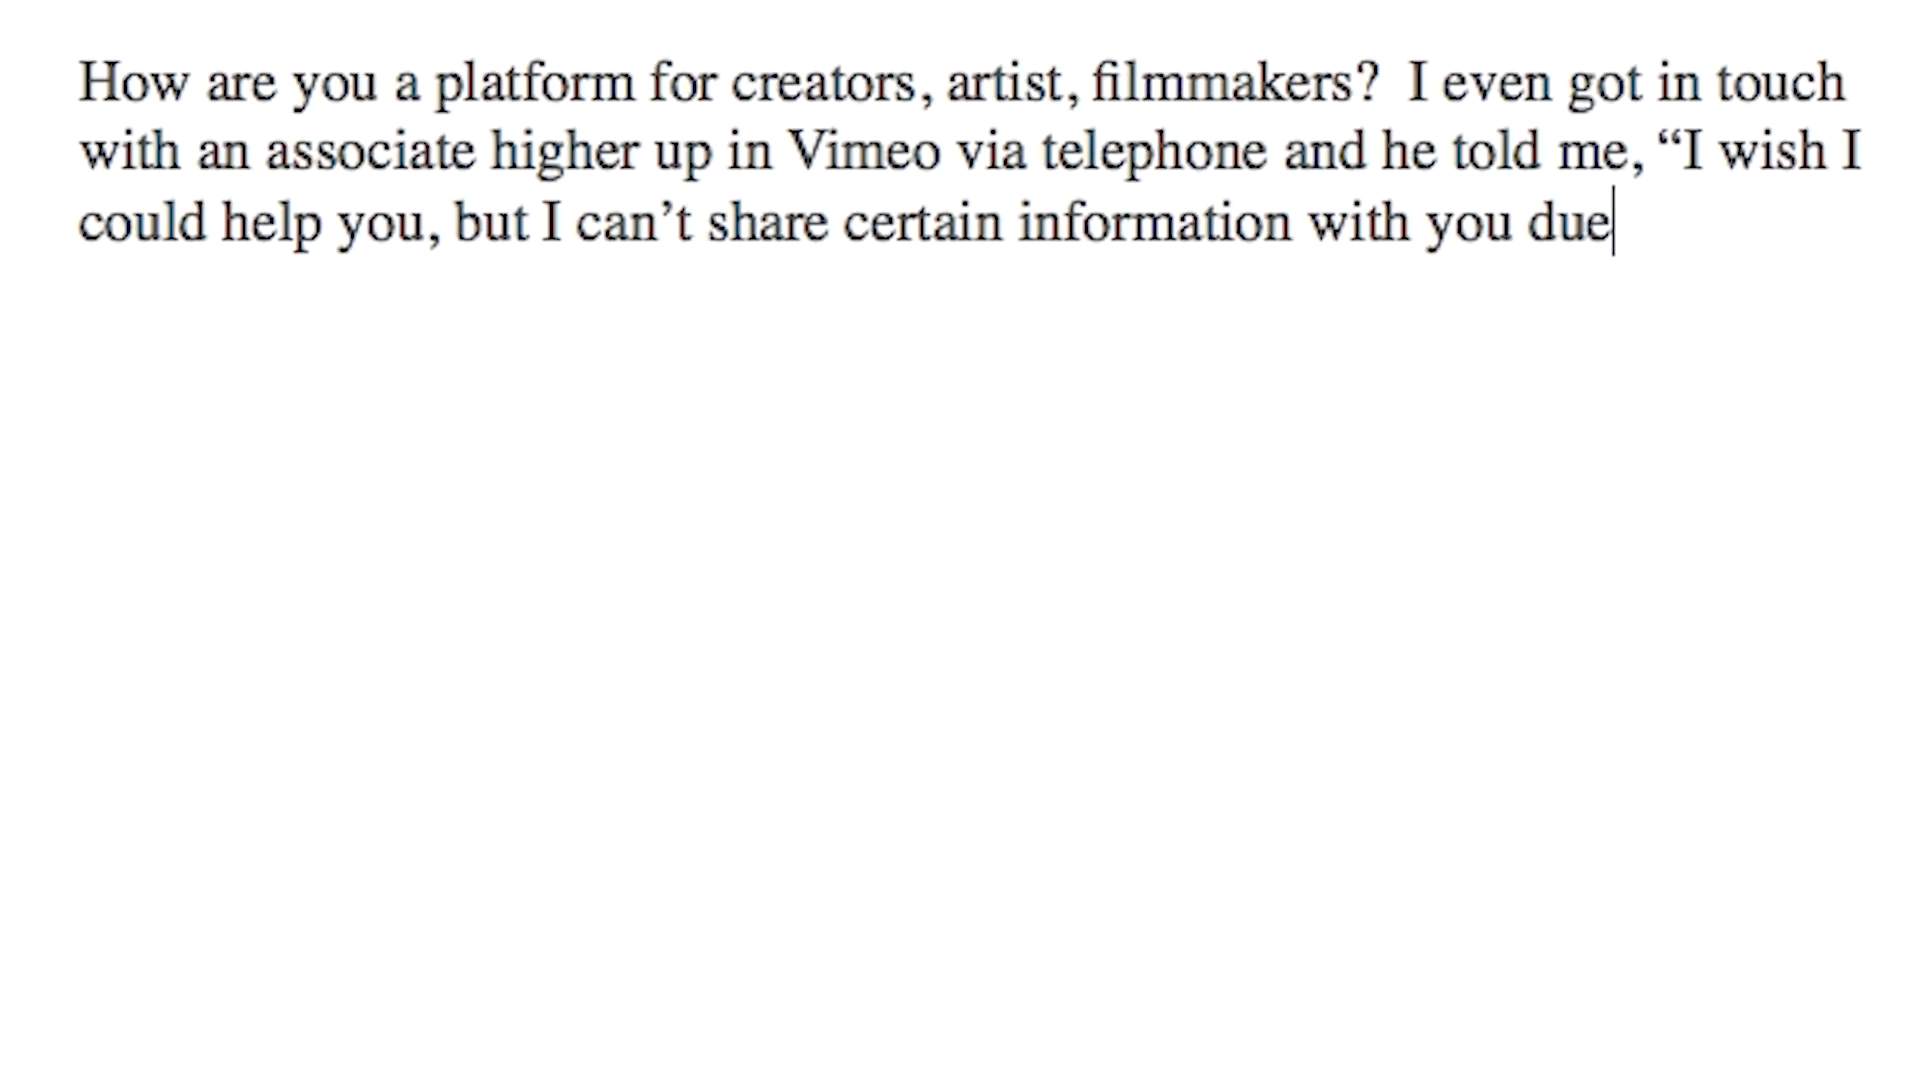 How are you a platform for creators, artist, filmmakers?  I even got in touch
with an associate higher up in Vimeo via telephone and he told me, “I wish I
could help you, but I can’t share certain information with you due